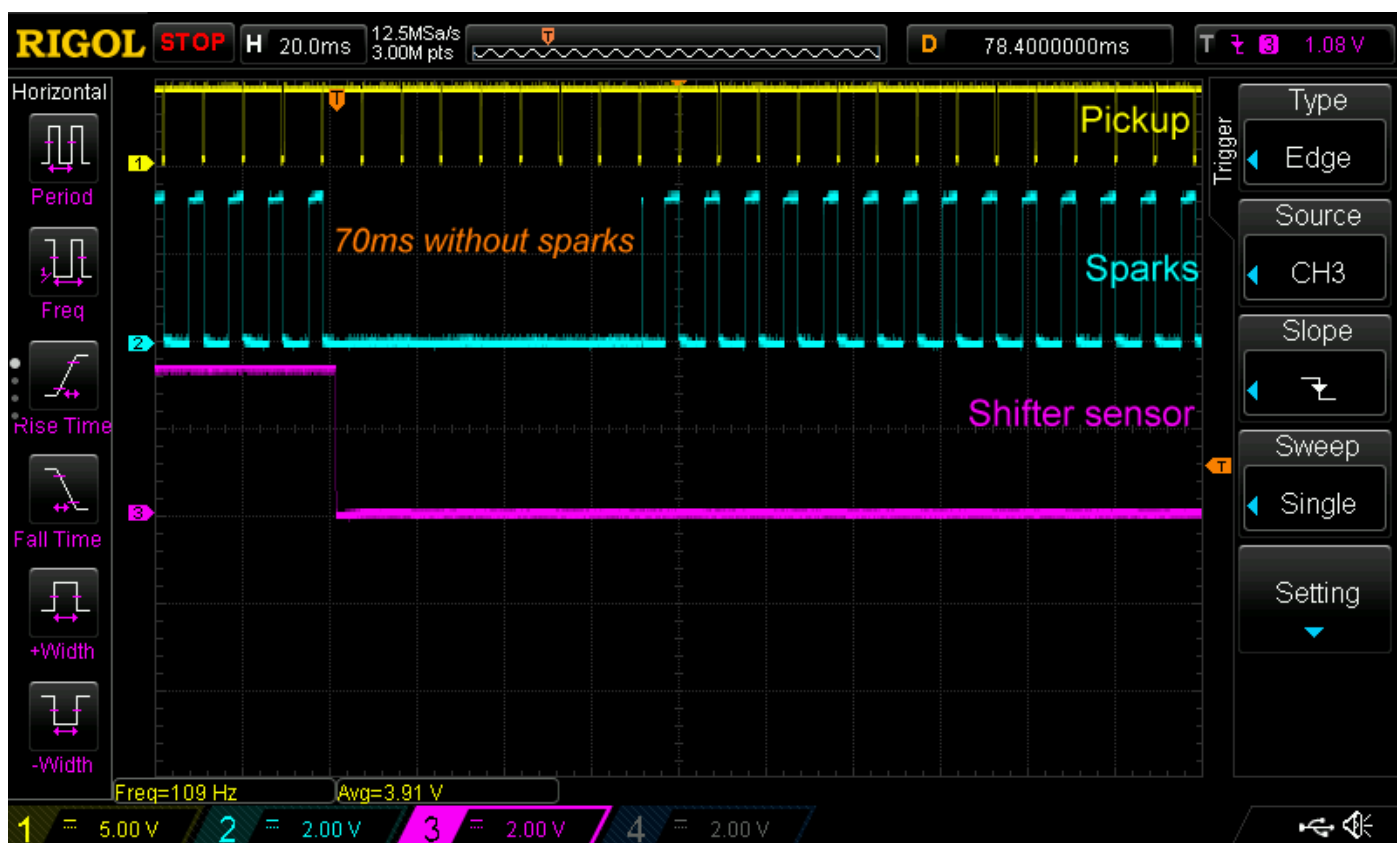 RIGOL STOP H 20.0ms 12.5MSa/s D 78.4000000ms T 3 1.08 V
3.00M pts
Horizontal
Period
Freq
Rise Time
Fall Time
+Width
-Width
T
T
1
Pickup
2
70ms without sparks
Sparks
3
Shifter sensor
T
Trigger
Type
Edge
Source
CH3
Slope
Sweep
Single
Setting
Freq=109 Hz Avg=3.91 V
1 5.00 V 2 2.00 V 3 2.00 V 4 2.00 V